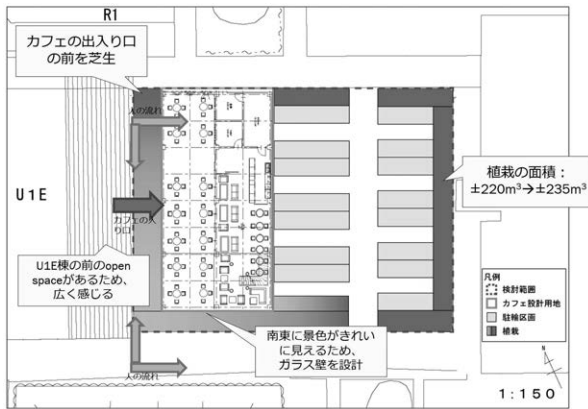 R1
カフェの出入り口
の前を芝生
人の流れ
U1E
カフェの入
り口
植栽の面積：
±220m³→±235m³
U1E棟の前のopen
spaceがあるため、
広く感じる
南東に景色がきれい
に見えるため、
ガラス壁を設計
人の流れ
凡例
検討範囲
カフェ設計用地
駐輪区画
植栽
N
1:150